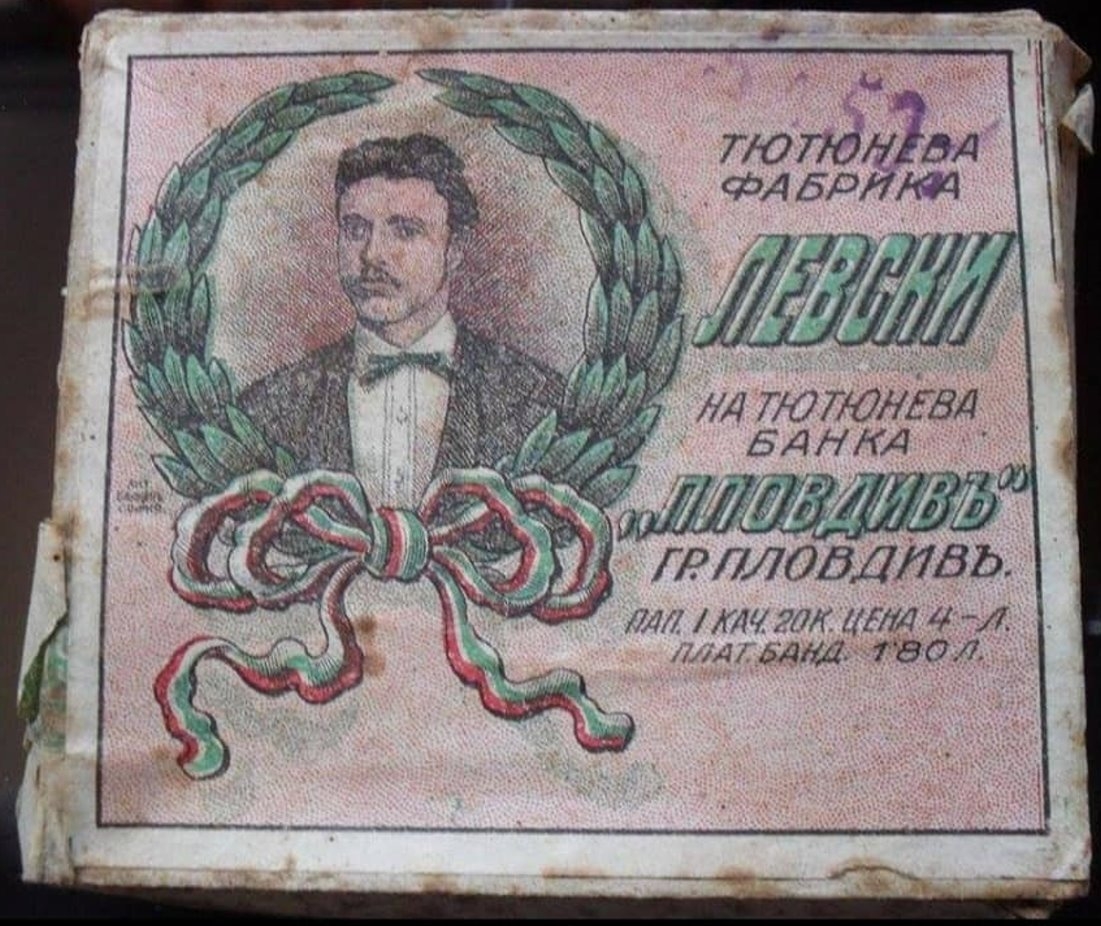 ТЮТЮНЕВА
ФАБРИКА
ЛЕВСКИ
НА ТЮТЮНЕВА
БАНКА
„ПЛОВДИВЪ“
ГР. ПЛОВДИВЪ.
ПАП. I КАЧ. 20К. ЦЕНА 4-Л.
ПЛАТ. БАНД. 1'80 Л.